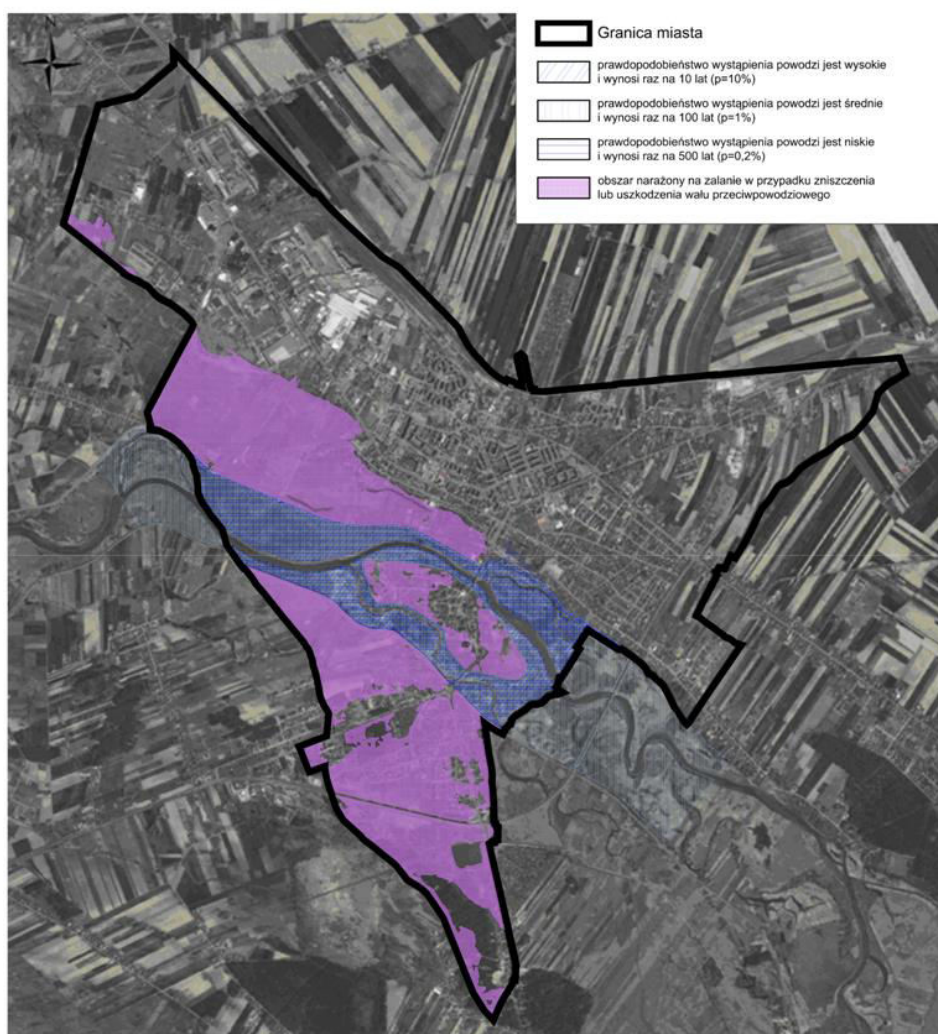 N
Granica miasta
prawdopodobieństwo wystąpienia powodzi jest wysokie
i wynosi raz na 10 lat (p=10%)
prawdopodobieństwo wystąpienia powodzi jest średnie
i wynosi raz na 100 lat (p=1%)
prawdopodobieństwo wystąpienia powodzi jest niskie
i wynosi raz na 500 lat (p=0,2%)
obszar narażony na zalanie w przypadku zniszczenia
lub uszkodzenia wału przeciwpowodziowego